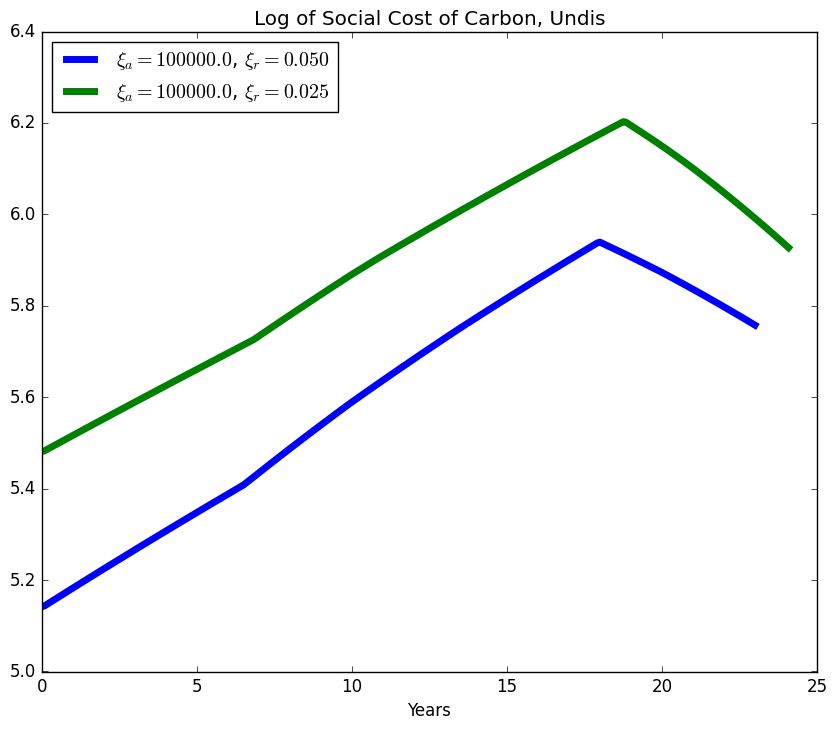 Log of Social Cost of Carbon, Undis
6.4
6.2
6.0
5.8
5.6
5.4
5.2
5.0
ξₐ = 100000.0, ξᵣ = 0.050
ξₐ = 100000.0, ξᵣ = 0.025
0 5 10 15 20 25
Years